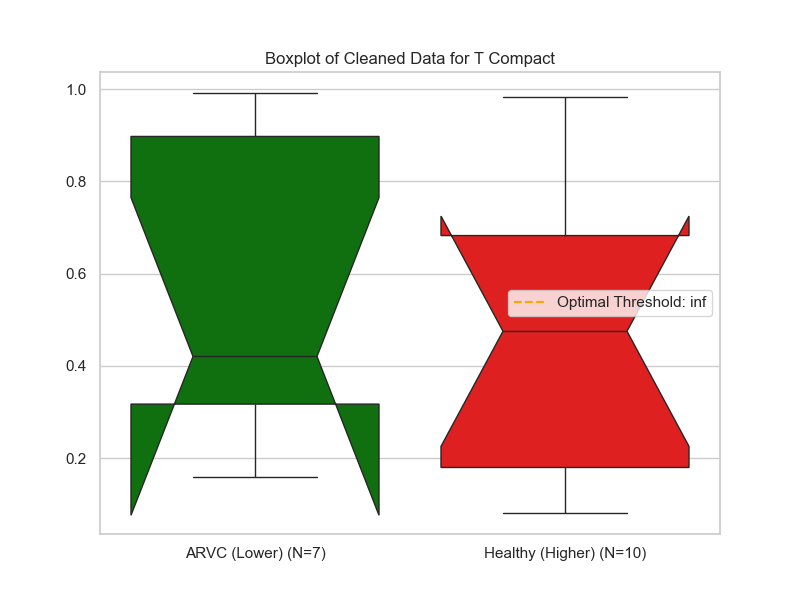 Boxplot of Cleaned Data for T Compact
1.0
0.8
0.6
Optimal Threshold: inf
0.4
0.2
ARVC (Lower) (N=7)
Healthy (Higher) (N=10)